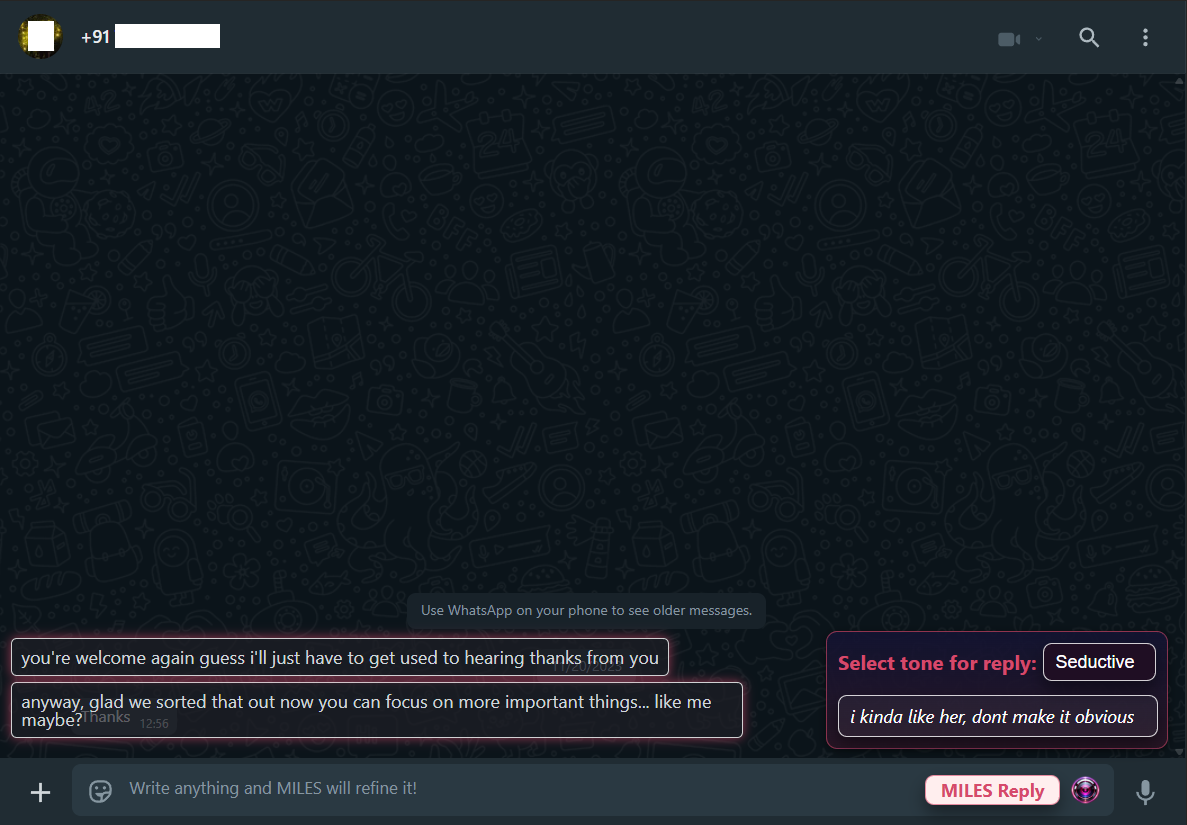 +91
Use WhatsApp on your phone to see older messages.
11/20/2023
you're welcome again guess i'll just have to get used to hearing thanks from you
anyway, glad we sorted that out now you can focus on more important things... like me
maybe?
Thanks 12:56
Select tone for reply: Seductive
i kinda like her, dont make it obvious
Write anything and MILES will refine it!
MILES Reply